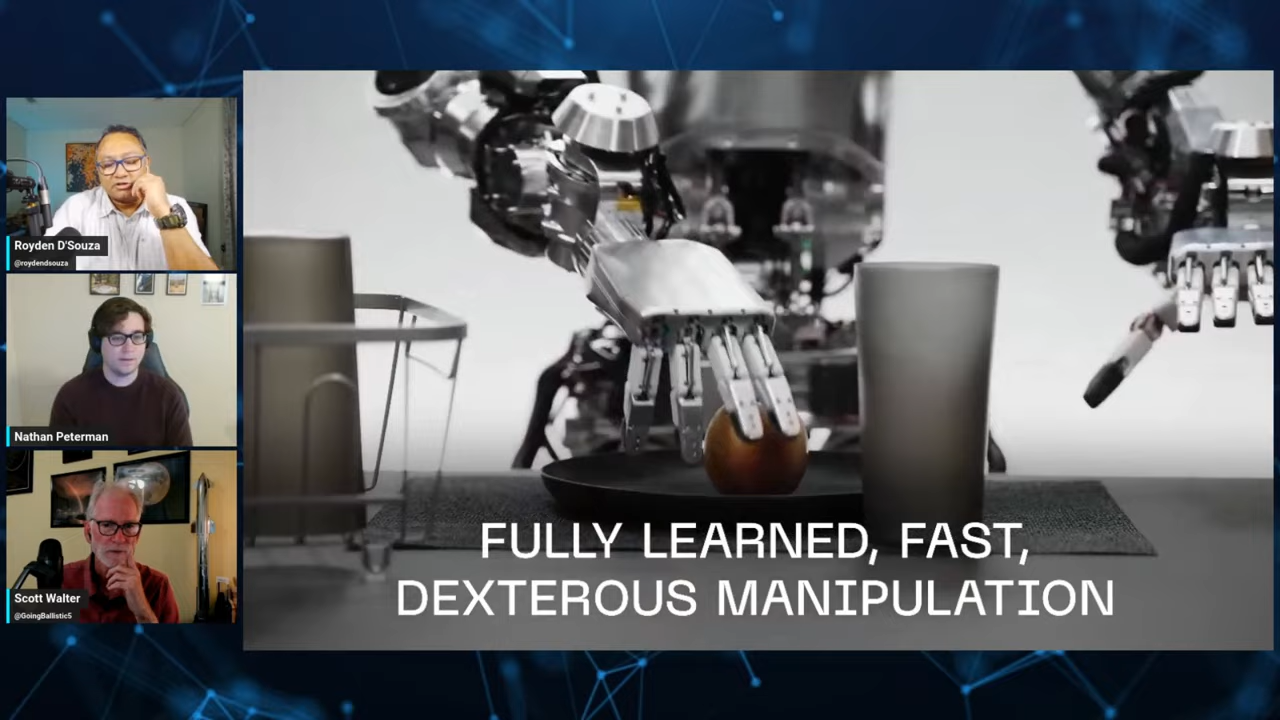 Royden D'Souza
@roydendsouza
Nathan Peterman
Scott Walter
@GoingBallistic5
FULLY LEARNED, FAST,
DEXTEROUS MANIPULATION